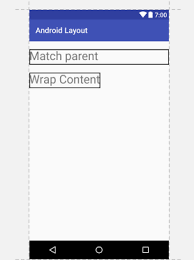 7:00
Android Layout
Match parent
Wrap Content